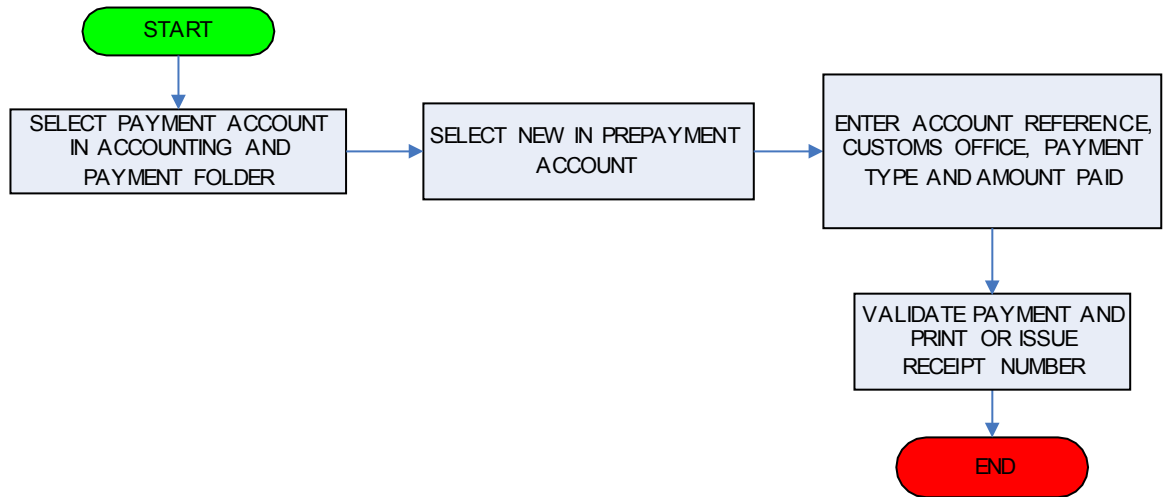 START
SELECT PAYMENT ACCOUNT
IN ACCOUNTING AND
PAYMENT FOLDER
SELECT NEW IN PREPAYMENT
ACCOUNT
ENTER ACCOUNT REFERENCE,
CUSTOMS OFFICE, PAYMENT
TYPE AND AMOUNT PAID
VALIDATE PAYMENT AND
PRINT OR ISSUE
RECEIPT NUMBER
END